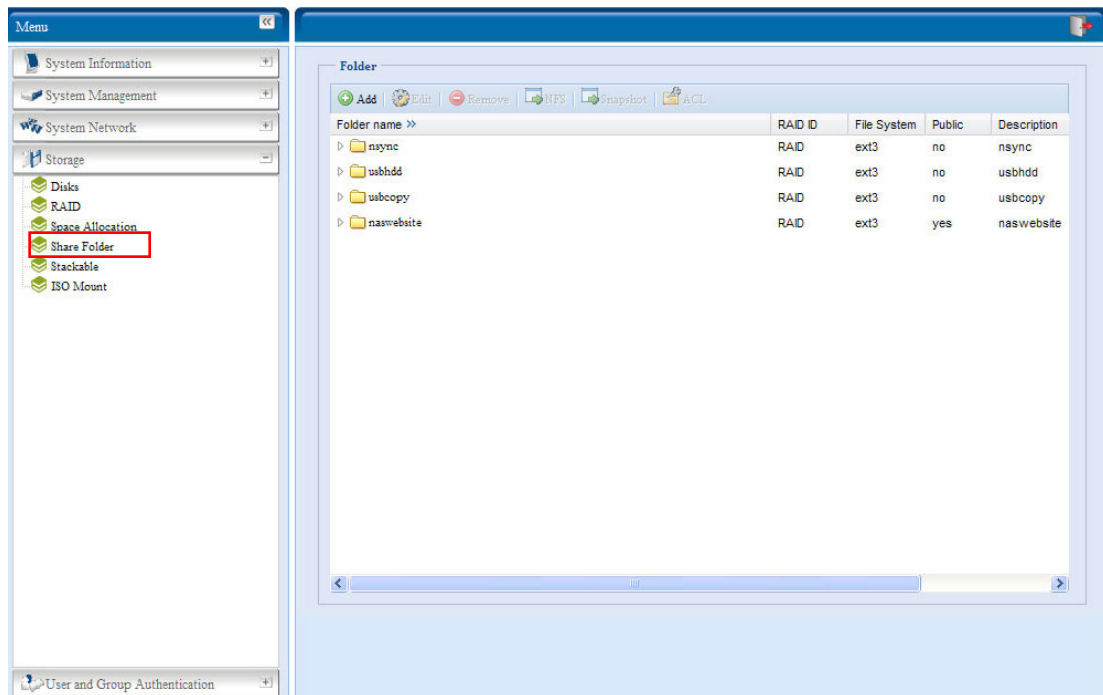 Menu
System Information
System Management
System Network
Storage
Disks
RAID
Space Allocation
Share Folder
Stackable
ISO Mount
User and Group Authentication
Folder
Add Edit Remove NFS Snapshot ACL
Folder name >> RAID ID File System Public Description
nsync RAID ext3 no nsync
usbhdd RAID ext3 no usbhdd
usbcopy RAID ext3 no usbcopy
naswebsite RAID ext3 yes naswebsite